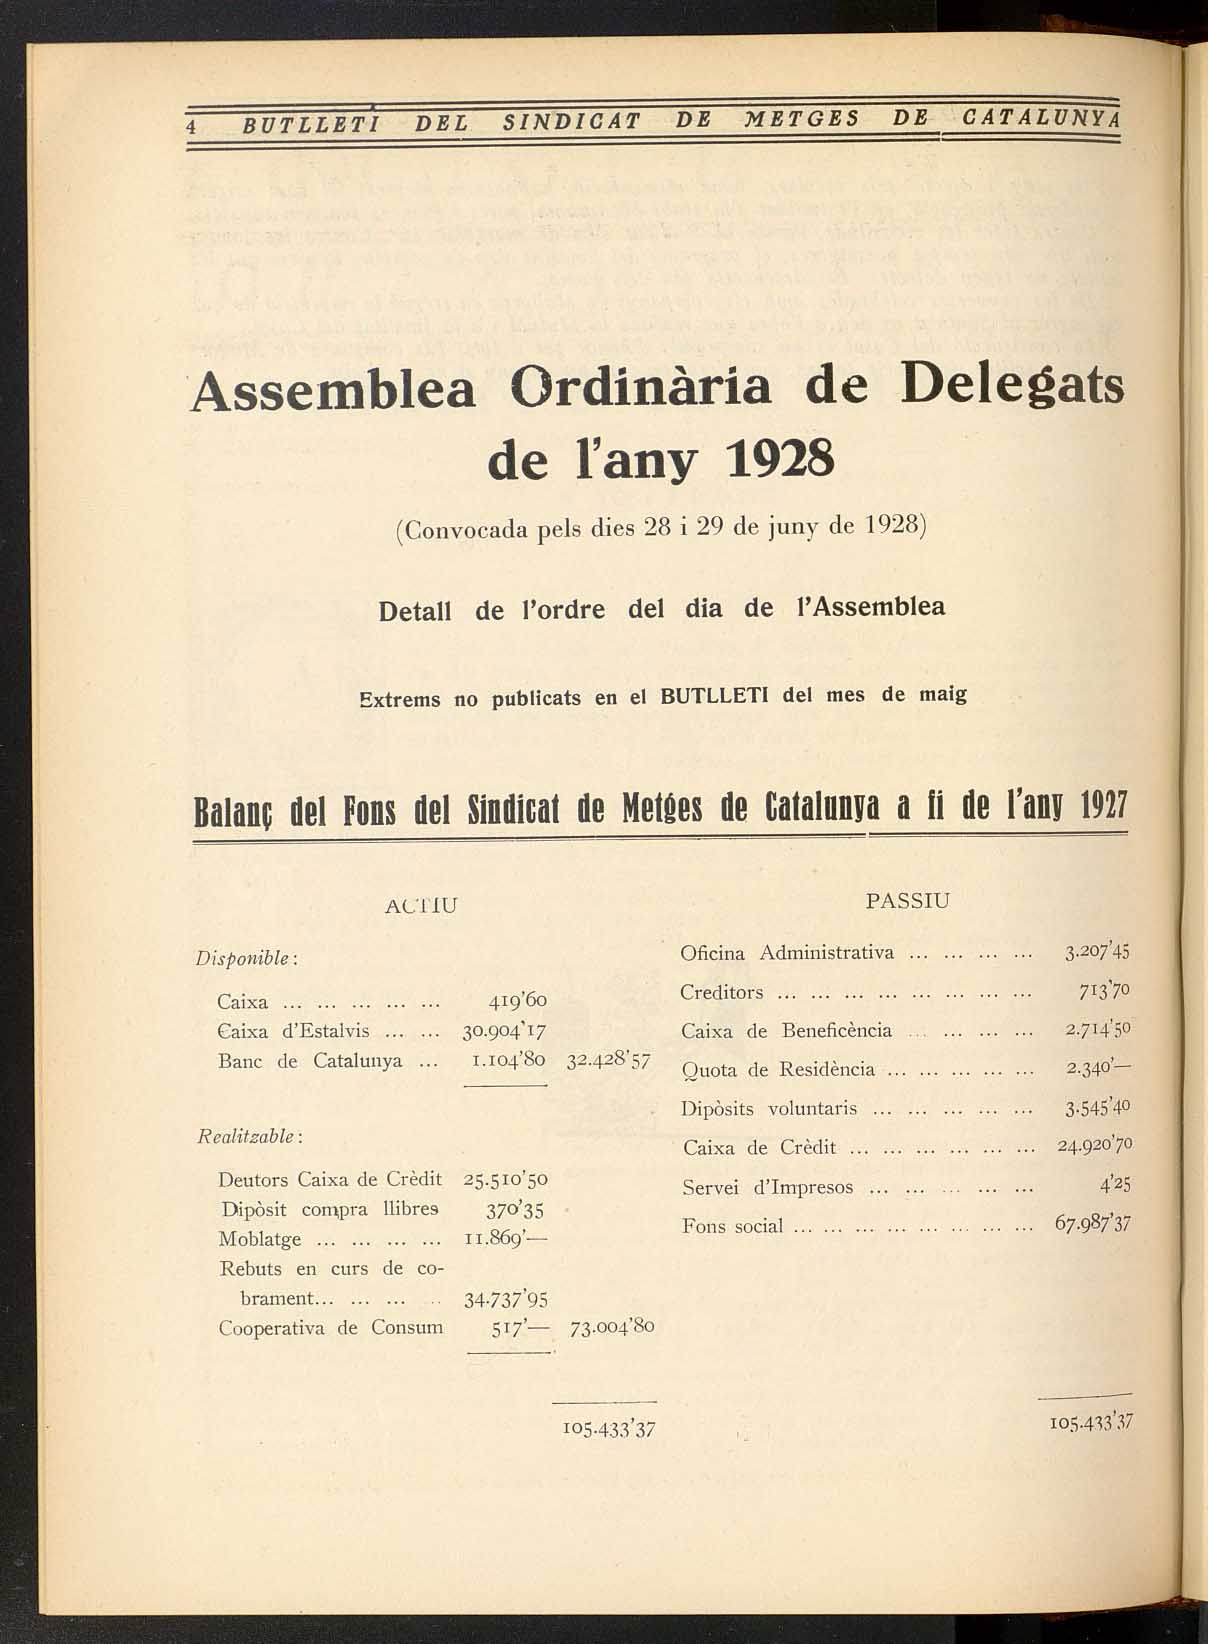 4 BUTLLETÍ DEL SINDICAT DE METGES DE CATALUNYA
Assemblea Ordinària de Delegats
de l'any 1928
(Convocada pels dies 28 i 29 de juny de 1928)
Detall de l'ordre del dia de l'Assemblea
Extrems no publicats en el BUTLLETI del mes de maig
Balanç del Fons del Sindicat de Metges de Catalunya a fi de l'any 1927
ACTIU
Disponible:
Caixa ... ... ... ... ... 419'60
Caixa d'Estalvis ... ... 30.904'17
Banc de Catalunya ... 1.104'80 32.428'57
Realitzable:
Deutors Caixa de Crèdit 25.510'50
Dipòsit compra llibres 370'35
Moblatge ... ... ... ... 11.869'—
Rebuts en curs de co-
brament... ... ... .. 34.737'95
Cooperativa de Consum 517'— 73.004'80
105.433'37
PASSIU
Oficina Administrativa ... ... ... ... 3.207'45
Creditors ... ... ... ... ... ... ... ... 713'70
Caixa de Beneficència ... ... ... ... 2.714'50
Quota de Residència ... ... ... ... ... 2.340'—
Dipòsits voluntaris ... ... ... ... ... 3.545'40
Caixa de Crèdit ... ... ... ... ... ... 24.920'70
Servei d'Impresos ... ... ... ... ... 4'25
Fons social ... ... ... ... ... ... ... ... 67.987'37
105.433'37